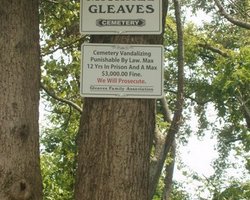 GLEAVES
CEMETERY
Cemetery Vandalizing
Punishable By Law. Max
12 Yrs In Prison And A Max
$3,000.00 Fine.
We Will Prosecute.
Gleaves Family Association